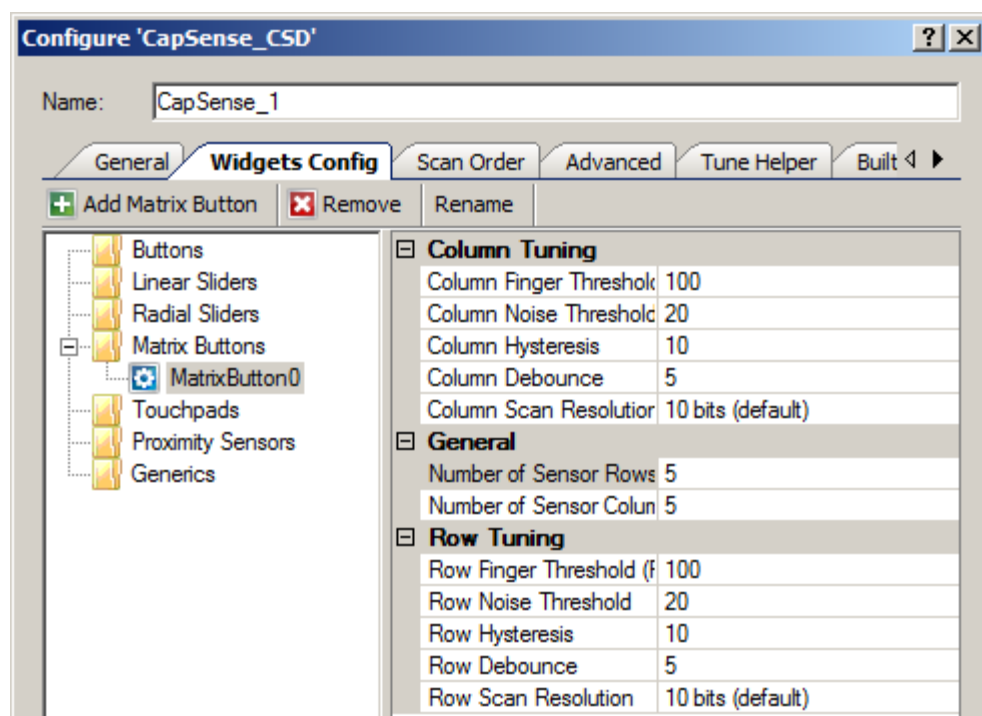 Configure 'CapSense_CSD'
Name: CapSense_1
General Widgets Config Scan Order Advanced Tune Helper Built
Add Matrix Button Remove Rename
Buttons
Linear Sliders
Radial Sliders
Matrix Buttons
MatrixButton0
Touchpads
Proximity Sensors
Generics
Column Tuning
Column Finger Threshol 100
Column Noise Threshold 20
Column Hysteresis 10
Column Debounce 5
Column Scan Resolution 10 bits (default)
General
Number of Sensor Rows 5
Number of Sensor Colum 5
Row Tuning
Row Finger Threshold (F 100
Row Noise Threshold 20
Row Hysteresis 10
Row Debounce 5
Row Scan Resolution 10 bits (default)